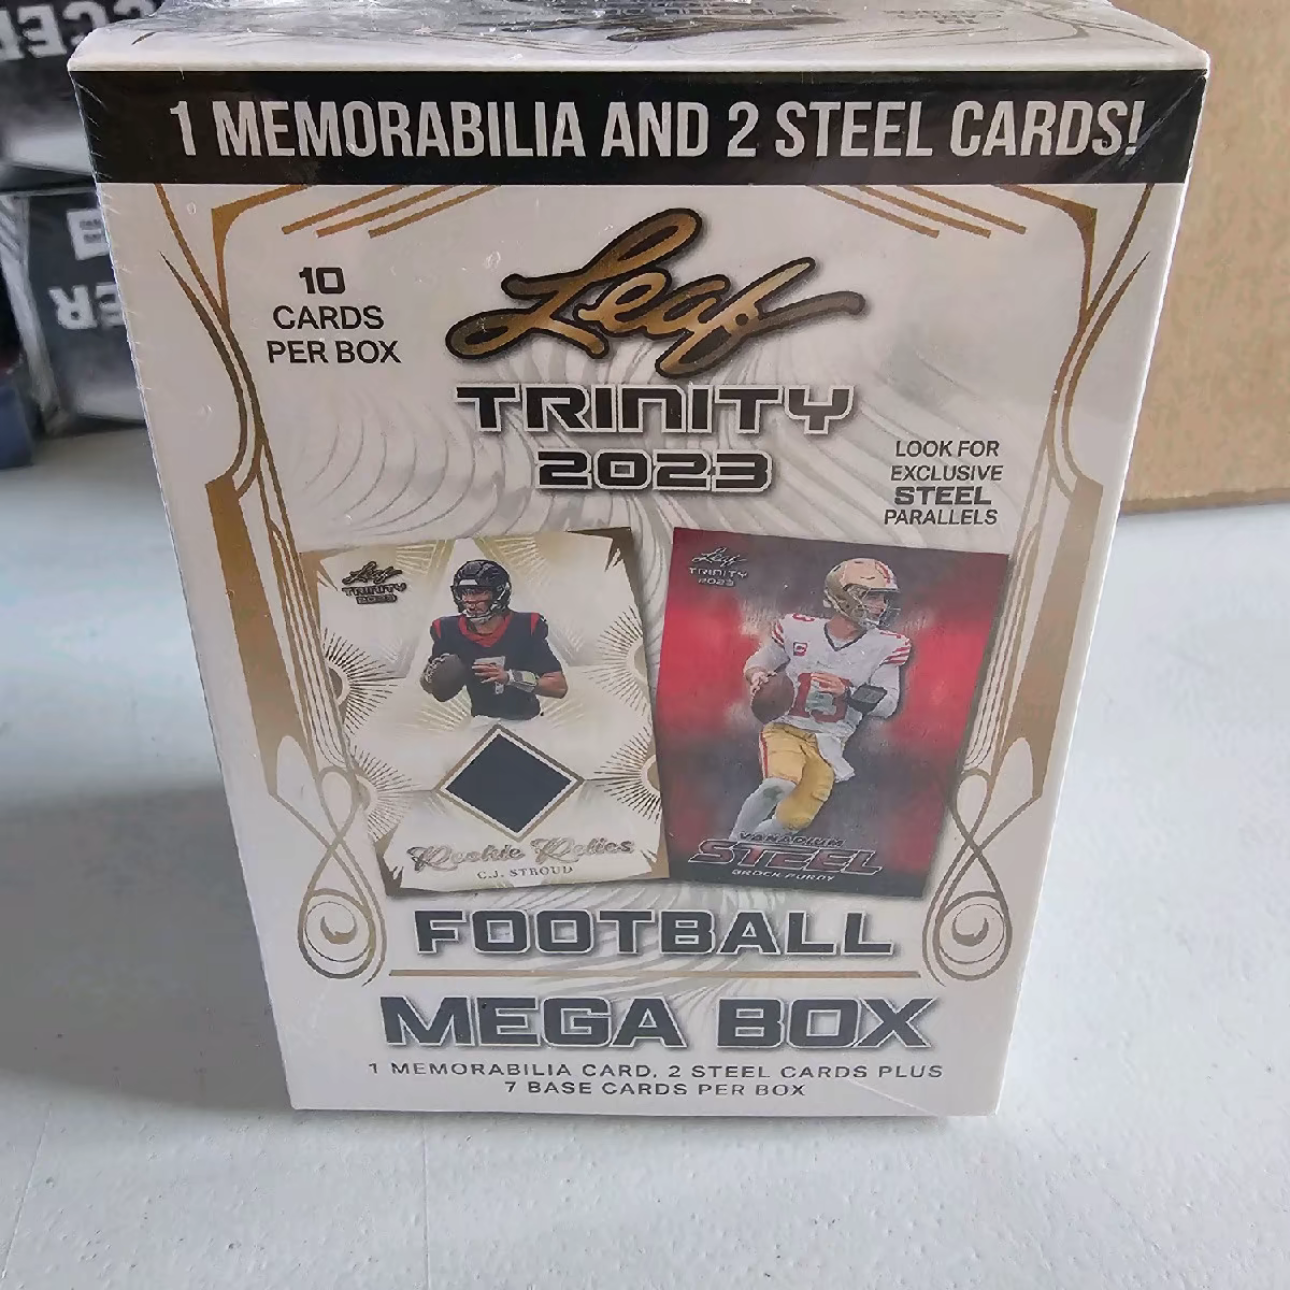 1 MEMORABILIA AND 2 STEEL CARDS!
10
CARDS
PER BOX
Leaf
TRINITY
2023
LOOK FOR
EXCLUSIVE
STEEL
PARALLELS
Leaf
TRINITY
2023
Rookie Relics
C.J. STROUD
Leaf
TRINITY
2023
13
VANADIUM
STEEL
BROCK PURDY
FOOTBALL
MEGA BOX
1 MEMORABILIA CARD, 2 STEEL CARDS PLUS
7 BASE CARDS PER BOX